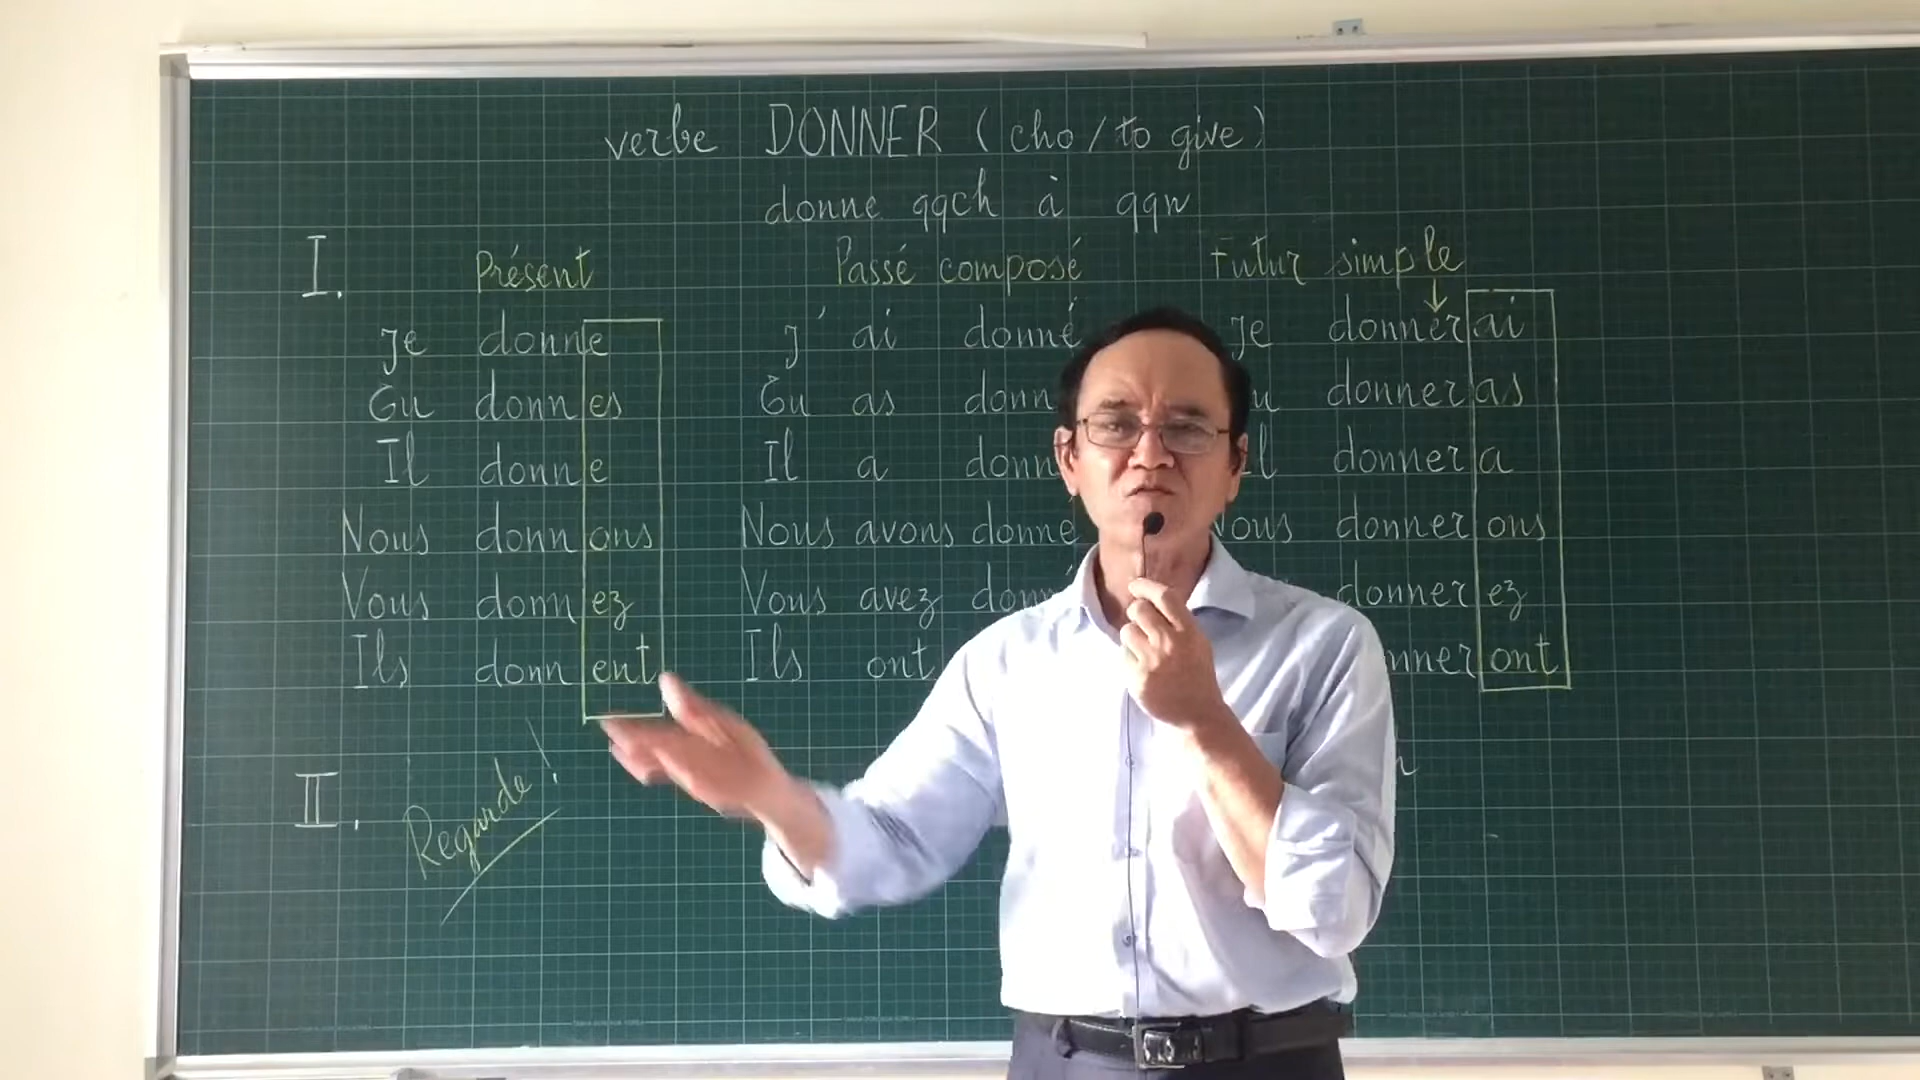 verbe DONNER (cho / to give)
donne qqch à qqn
I. Présent Passé composé Futur simple
Je donne J'ai donné Je donnerai
Tu donnes Tu as donn donneras
Il donne Il a donn donnera
Nous donnons Nous avons donné donnerons
Vous donnez Vous avez donn donnerez
Ils donnent Ils ont nneront
II. Regarde !